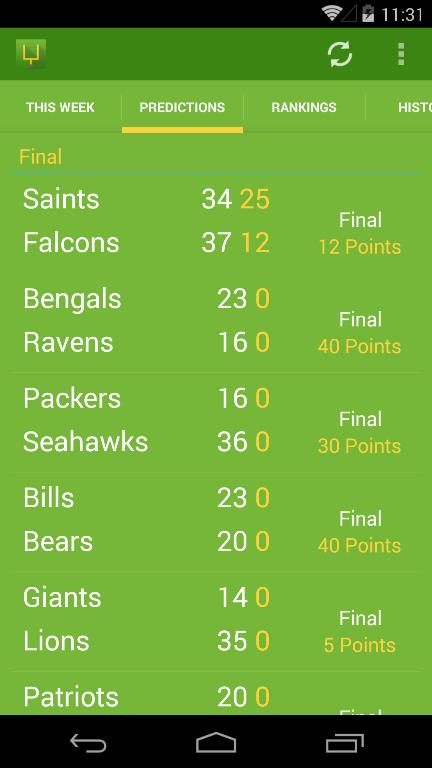 11:31
THIS WEEK PREDICTIONS RANKINGS HISTO
Final
Saints 34 25
Falcons 37 12
Final
12 Points
Bengals 23 0
Ravens 16 0
Final
40 Points
Packers 16 0
Seahawks 36 0
Final
30 Points
Bills 23 0
Bears 20 0
Final
40 Points
Giants 14 0
Lions 35 0
Final
5 Points
Patriots 20 0
Final